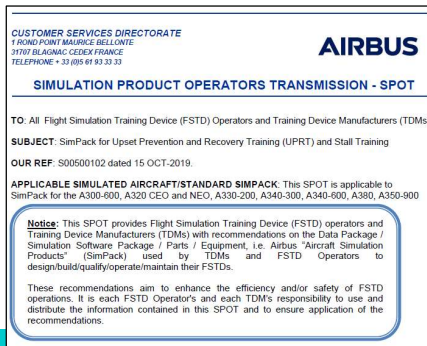 CUSTOMER SERVICES DIRECTORATE
1 ROND POINT MAURICE BELLONTE
31707 BLAGNAC CEDEX FRANCE
TELEPHONE + 33 (0)5 61 93 33 33
AIRBUS
SIMULATION PRODUCT OPERATORS TRANSMISSION - SPOT
TO: All Flight Simulation Training Device (FSTD) Operators and Training Device Manufacturers (TDMs
SUBJECT: SimPack for Upset Prevention and Recovery Training (UPRT) and Stall Training
OUR REF: S00500102 dated 15 OCT-2019.
APPLICABLE SIMULATED AIRCRAFT/STANDARD SIMPACK: This SPOT is applicable to
SimPack for the A300-600, A320 CEO and NEO, A330-200, A340-300, A340-600, A380, A350-900
Notice: This SPOT provides Flight Simulation Training Device (FSTD) operators and
Training Device Manufacturers (TDMs) with recommendations on the Data Package /
Simulation Software Package / Parts / Equipment, i.e. Airbus "Aircraft Simulation
Products" (SimPack) used by TDMs and FSTD Operators to
design/build/qualify/operate/maintain their FSTDs.
These recommendations aim to enhance the efficiency and/or safety of FSTD
operations. It is each FSTD Operator's and each TDM's responsibility to use and
distribute the information contained in this SPOT and to ensure application of the
recommendations.